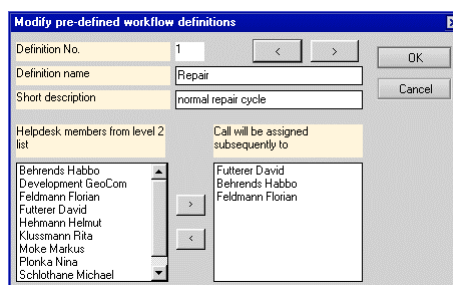 Modify pre-defined workflow definitions
Definition No.
1
<
>
OK
Definition name
Repair
Cancel
Short description
normal repair cycle
Helpdesk members from level 2
list
Call will be assigned
subsequently to
Behrends Habbo
Development GeoCom
Feldmann Florian
Futterer David
Hehmann Helmut
Klussmann Rita
Moke Markus
Plonka Nina
Schlothane Michael
>
<
Futterer David
Behrends Habbo
Feldmann Florian